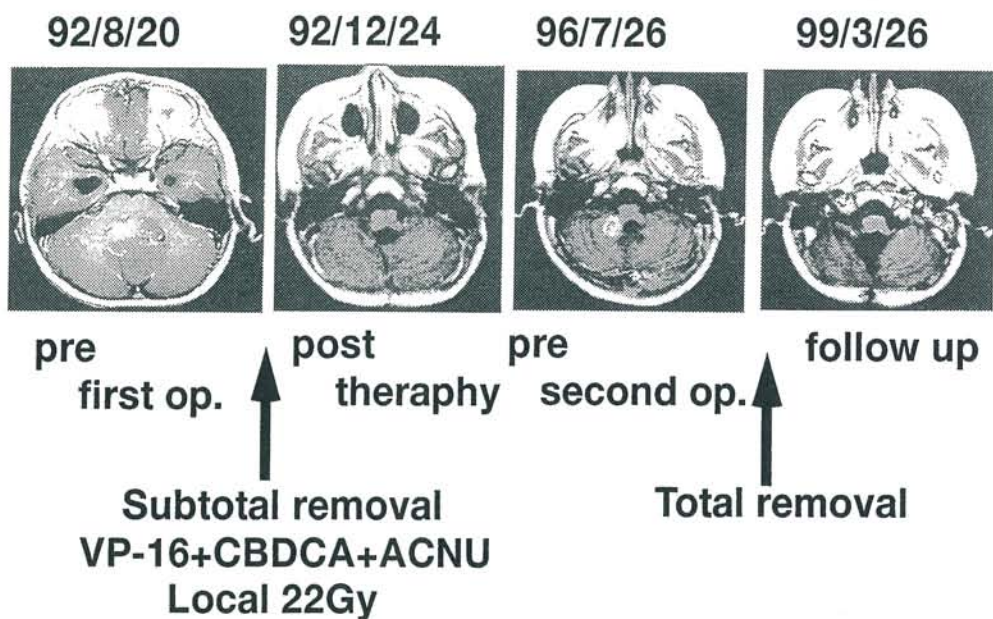 92/8/20 92/12/24 96/7/26 99/3/26
pre post pre follow up
first op. theraphy second op.
Subtotal removal Total removal
VP-16+CBDCA+ACNU
Local 22Gy